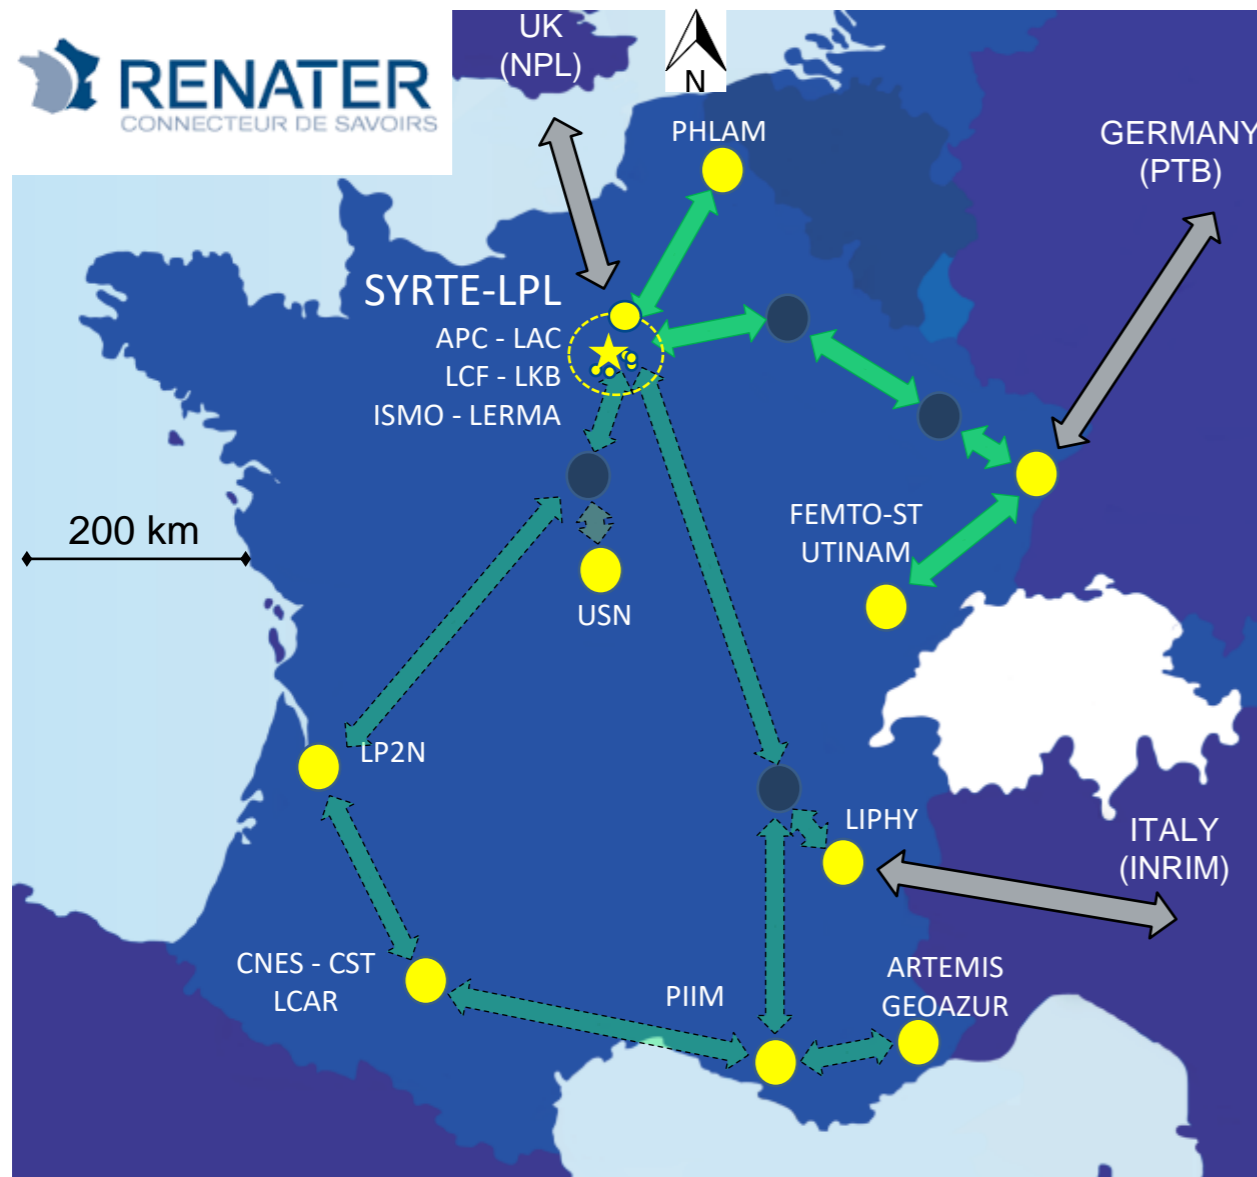 RENATER
CONNECTEUR DE SAVOIRS
UK
(NPL)
N
PHLAM
GERMANY
(PTB)
SYRTE-LPL
APC - LAC
LCF - LKB
ISMO - LERMA
200 km
FEMTO-ST
UTINAM
USN
LP2N
LIPHY
ITALY
(INRIM)
CNES - CST
LCAR
PIIM
ARTEMIS
GEOAZUR